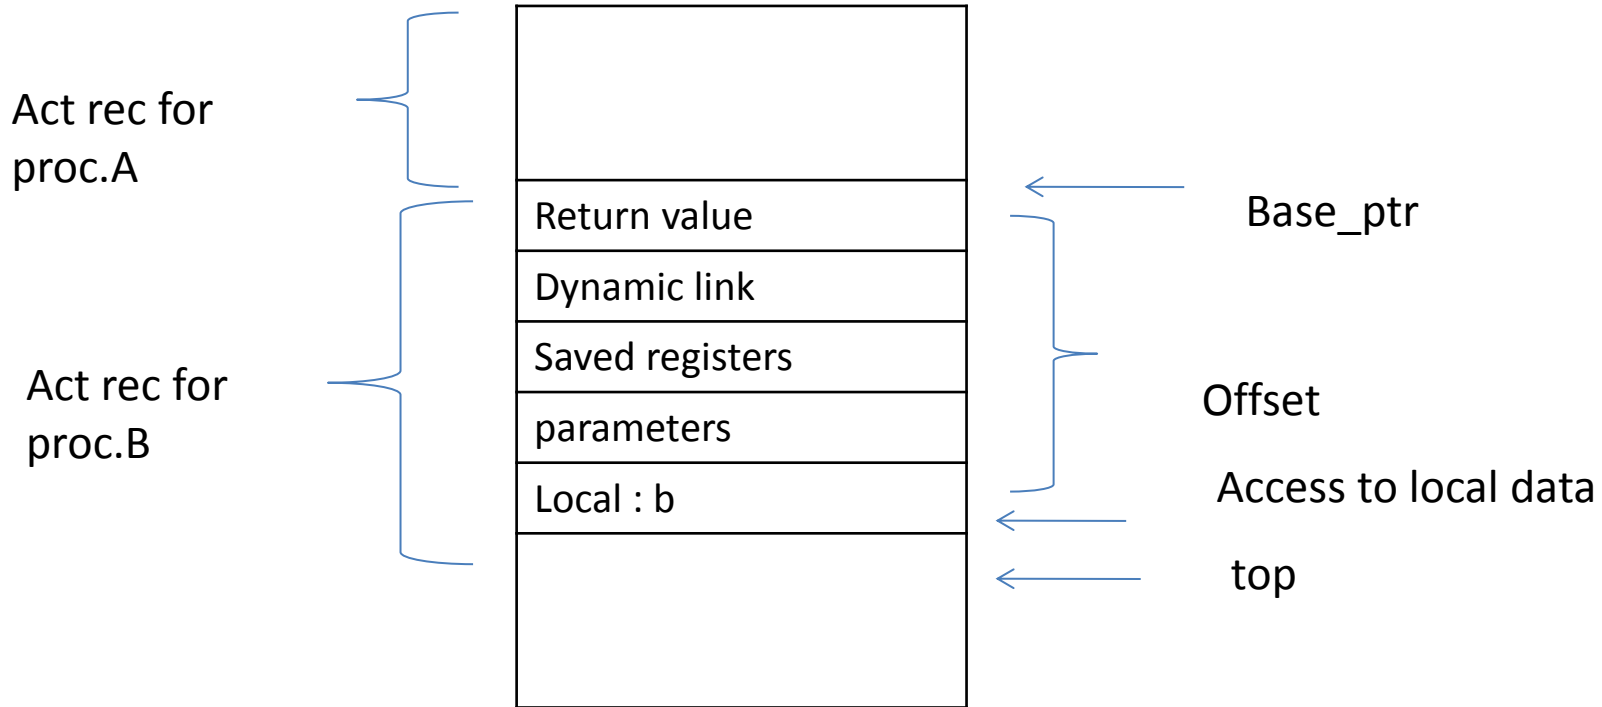 Act rec for
proc.A
Return value
Base_ptr
Dynamic link
Saved registers
Act rec for
proc.B
Offset
parameters
Local : b
Access to local data
top